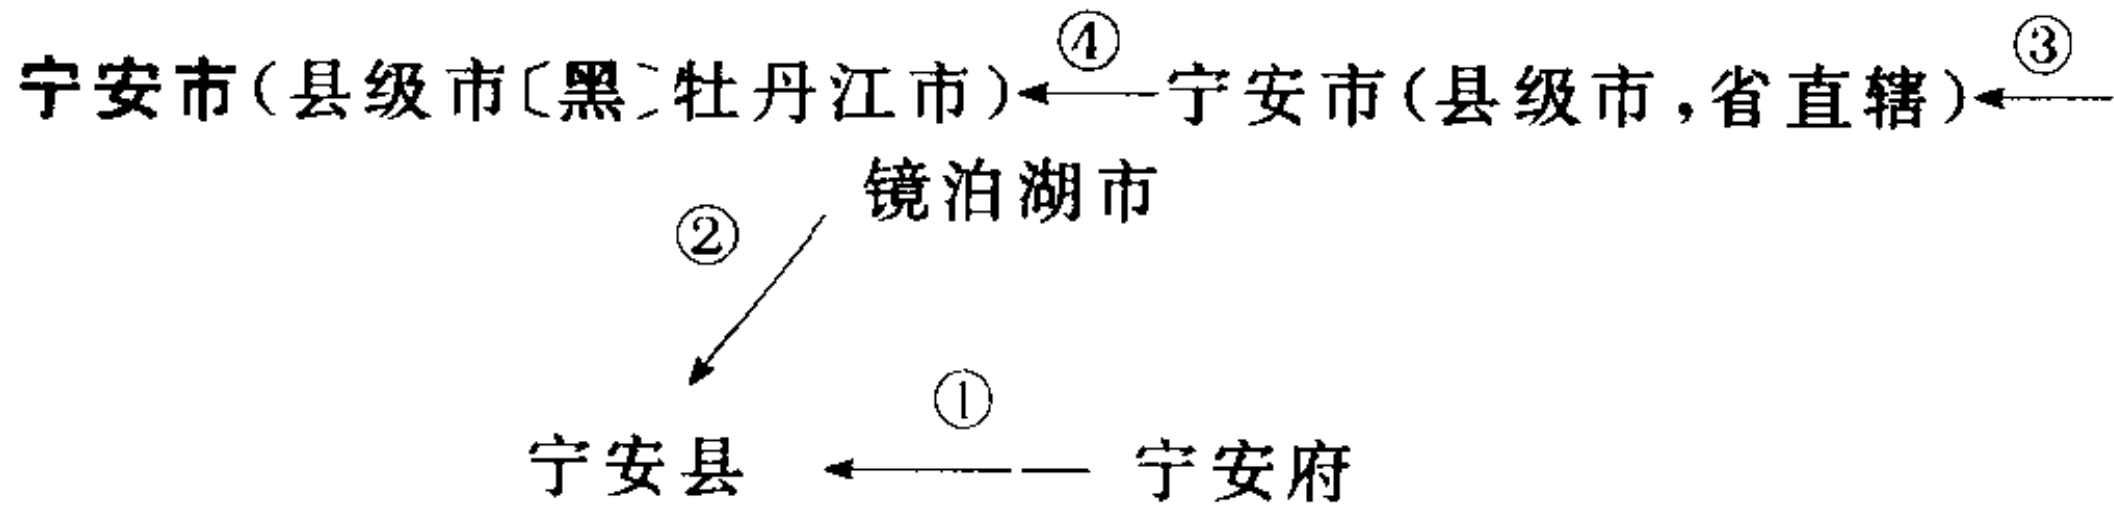 ④ ③
宁安市(县级市〔黑〕牡丹江市)←宁安市(县级市,省直辖)←
镜泊湖市
②
①
宁安县 ← 宁安府